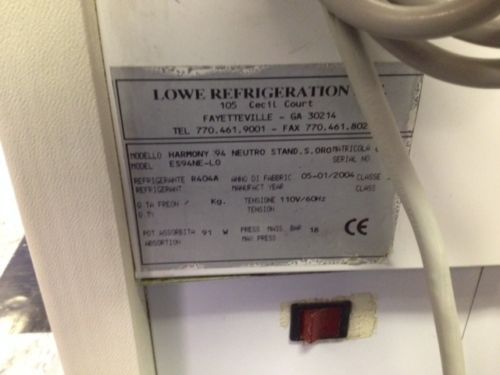 LOWE REFRIGERATION
105 Cecil Court
FAYETTEVILLE - GA 30214
TEL 770.461.9001 - FAX 770.461.802
MODELLO HARMONY 94 NEUTRO STAND.S.ORO MATRICOLA
MODEL ES94NE-LO SERIAL NO
REFRIGERANTE R404A ANNO DI FABBRIC 05-01/2004 CLASSE
REFRIGERANT MANUFACT YEAR CLASS
Q.TA FREON / Kg. TENSIONE 110V/60Hz
Q.TY TENSION
POT ASSORBITA 91 W PRESS MASS. BAR 18 CE
ABSORTION MAX PRESS